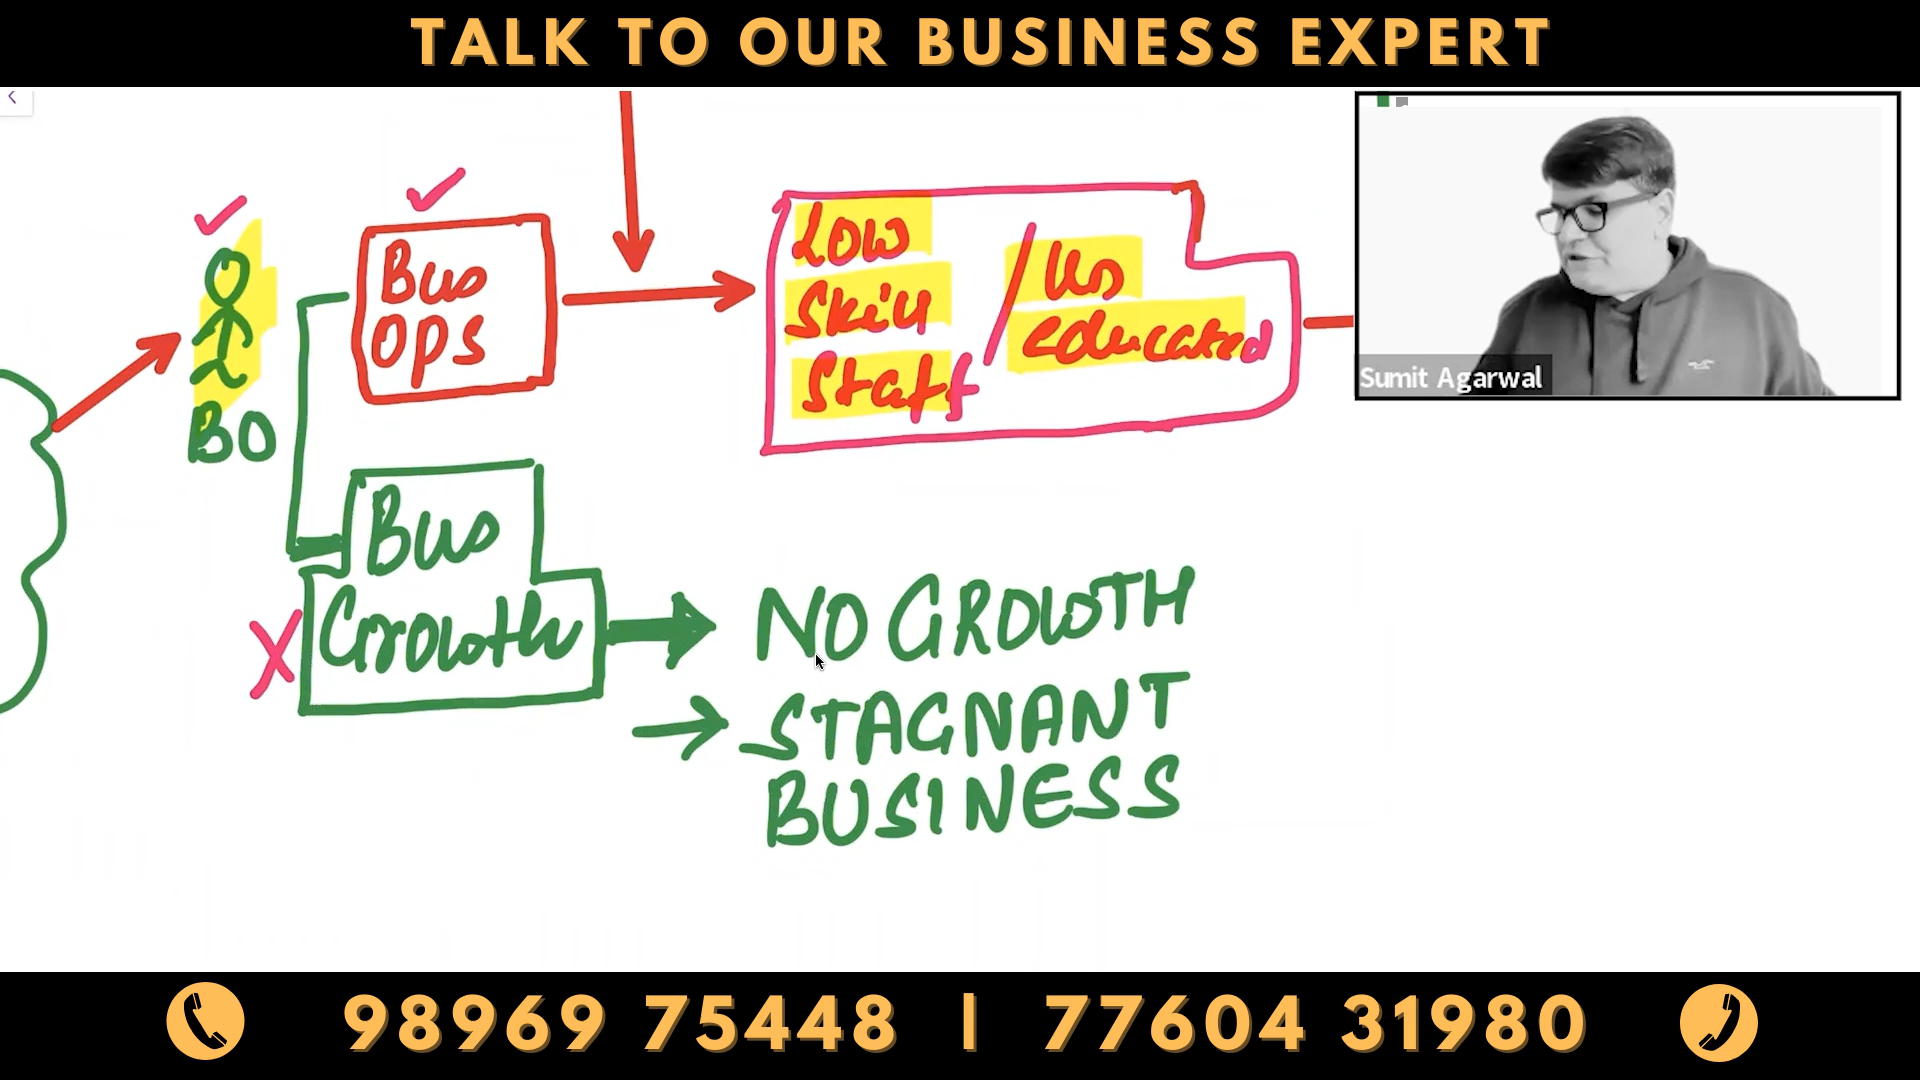 TALK TO OUR BUSINESS EXPERT
Sumit Agarwal
BO
Bus
OPS
Low
Skill
Staff
/ Un
educated
Bus
Growth
X
NO GROWTH
STAGNANT
BUSINESS
98969 75448 | 77604 31980